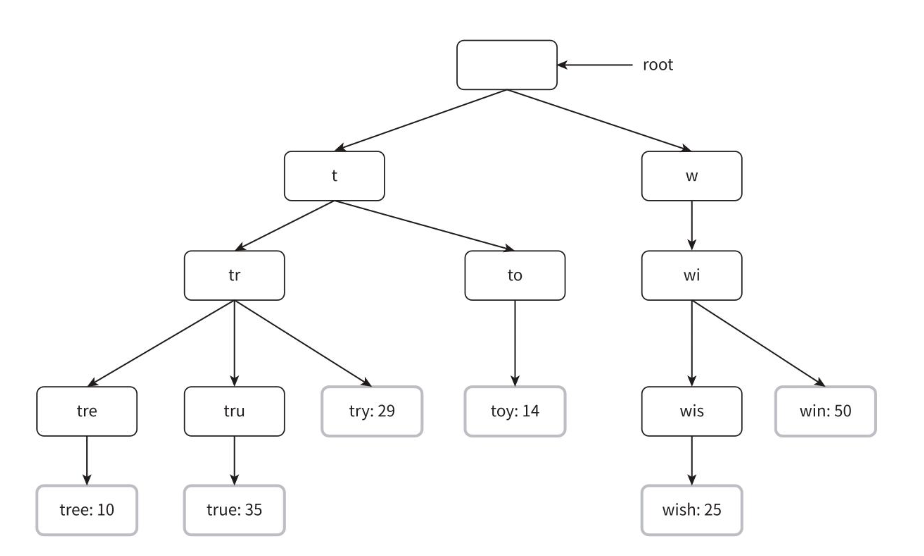 root
t
w
tr
to
wi
tre
tru
try: 29
toy: 14
wis
win: 50
tree: 10
true: 35
wish: 25